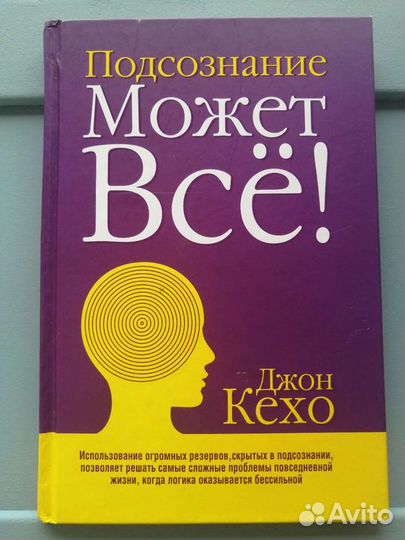 Подсознание
Может
Всё!
Джон
Кехо
Использование огромных резервов,скрытых в подсознании,
позволяет решать самые сложные проблемы повседневной
жизни, когда логика оказывается бессильной
Avito